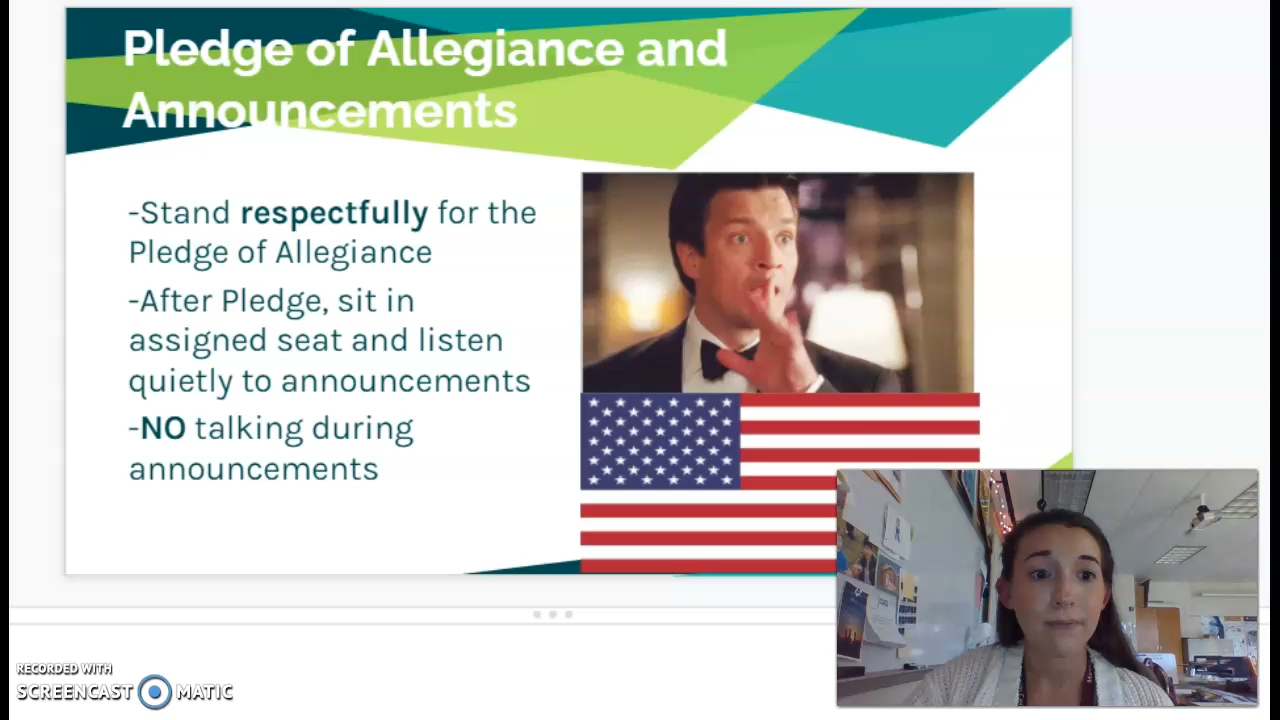 Pledge of Allegiance and
Announcements
-Stand respectfully for the
Pledge of Allegiance
-After Pledge, sit in
assigned seat and listen
quietly to announcements
-NO talking during
announcements
RECORDED WITH
SCREENCAST MATIC